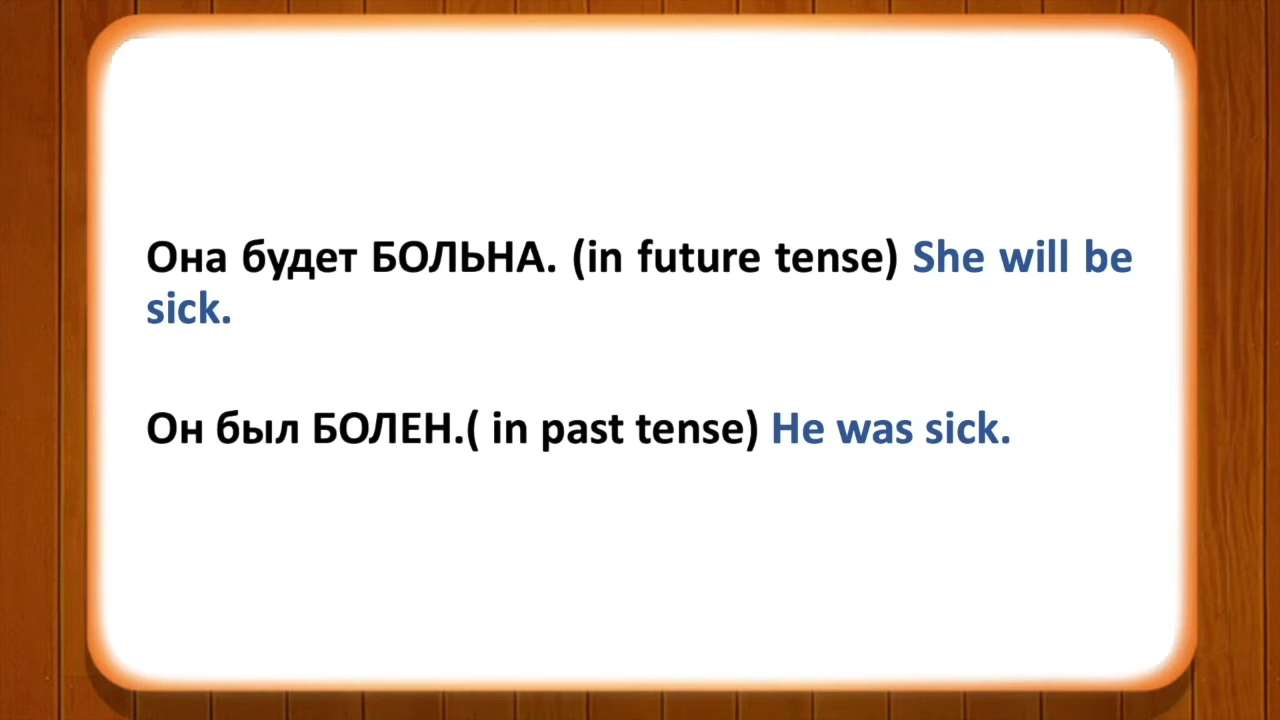 Она будет БОЛЬНА. (in future tense) She will be
sick.
Он был БОЛЕН.( in past tense) He was sick.